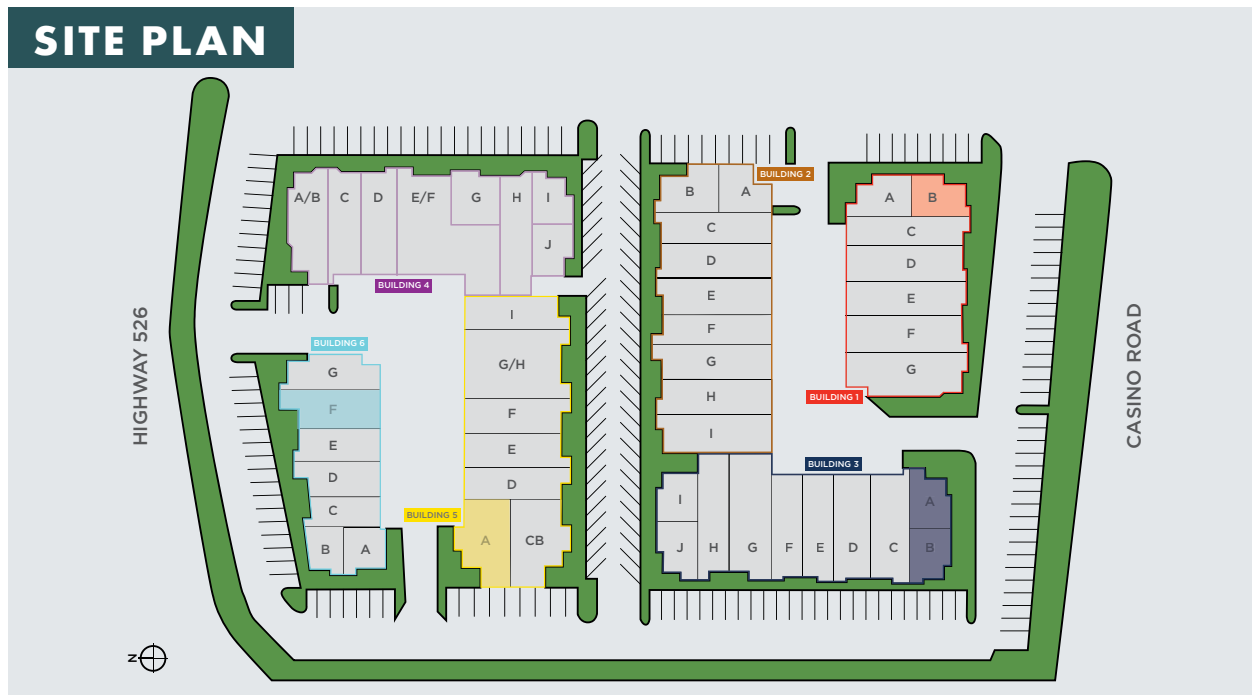 SITE PLAN
HIGHWAY 526
CASINO ROAD
A/B C D E/F G H I
J
BUILDING 4
BUILDING 6
G
F
E
D
C
B A
I
G/H
F
E
D
BUILDING 5
A CB
BUILDING 2
B A
C
D
E
F
G
H
I
A B
C
D
E
F
G
BUILDING 1
BUILDING 3
I
J H G F E D C B
A
N